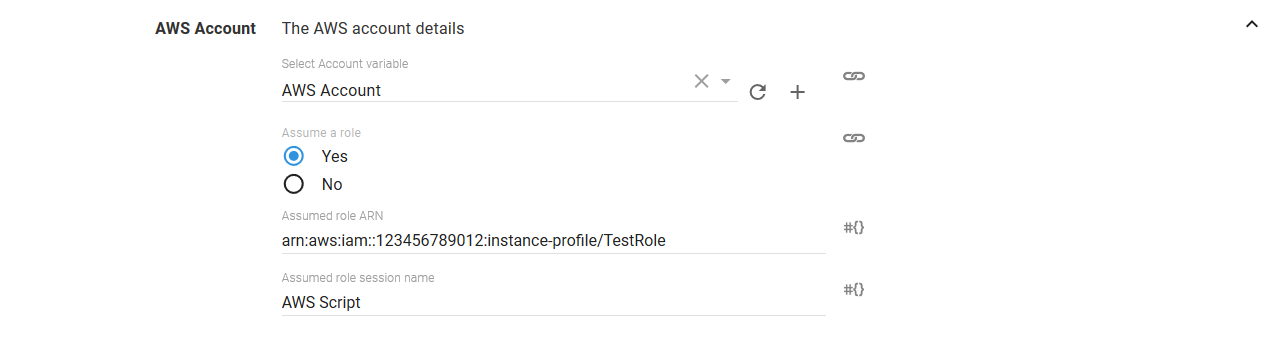 AWS Account The AWS account details
Select Account variable
AWS Account
Assume a role
Yes
No
Assumed role ARN
arn:aws:iam::123456789012:instance-profile/TestRole
#{}
Assumed role session name
AWS Script
#{}